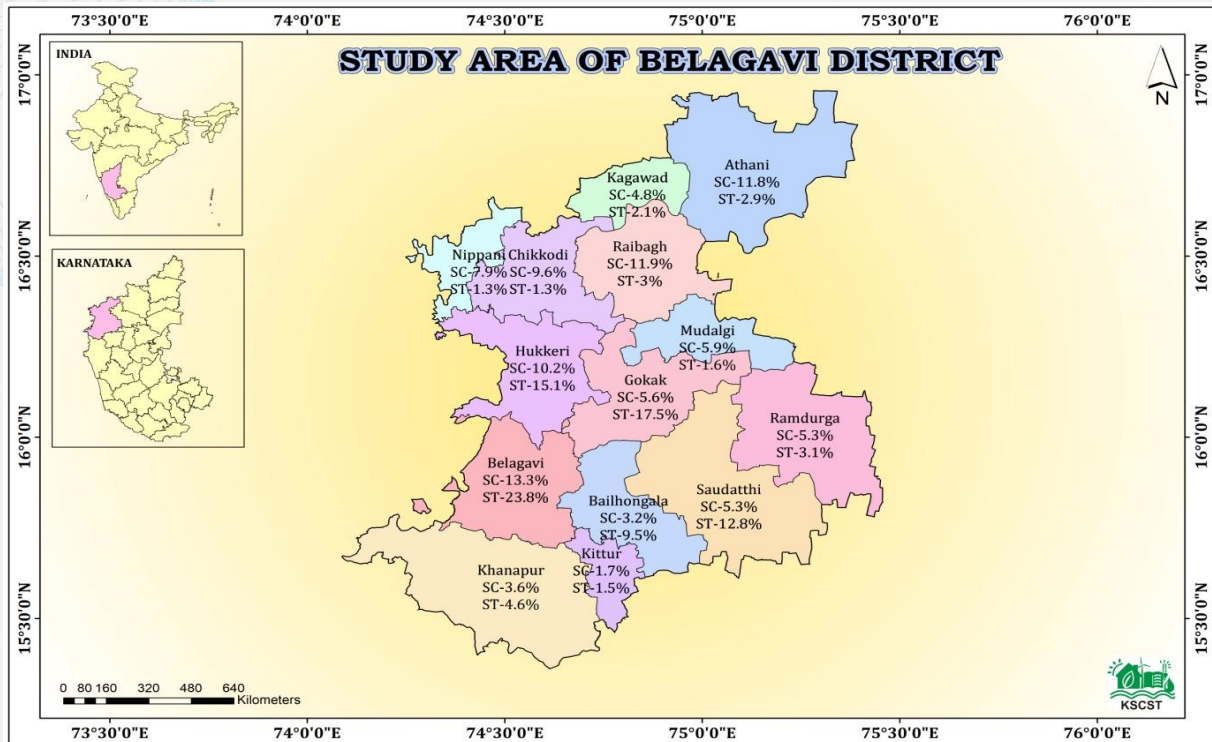 73°30'0"E 74°0'0"E 74°30'0"E 75°0'0"E 75°30'0"E 76°0'0"E
STUDY AREA OF BELAGAVI DISTRICT
INDIA
KARNATAKA
N
17°0'0"N
16°30'0"N
16°0'0"N
15°30'0"N
17°0'0"N
16°30'0"N
16°0'0"N
15°30'0"N
Athani
SC-11.8%
ST-2.9%
Kagawad
SC-4.8%
ST-2.1%
Raibagh
SC-11.9%
ST-3%
Nippani
SC-7.9%
ST-1.3%
Chikkodi
SC-9.6%
ST-1.3%
Mudalgi
SC-5.9%
ST-1.6%
Hukkeri
SC-10.2%
ST-15.1%
Gokak
SC-5.6%
ST-17.5%
Ramdurga
SC-5.3%
ST-3.1%
Belagavi
SC-13.3%
ST-23.8%
Saudatthi
SC-5.3%
ST-12.8%
Bailhongala
SC-3.2%
ST-9.5%
Kittur
SC-1.7%
ST-1.5%
Khanapur
SC-3.6%
ST-4.6%
0 80 160 320 480 640
Kilometers
KSCST
73°30'0"E 74°0'0"E 74°30'0"E 75°0'0"E 75°30'0"E 76°0'0"E